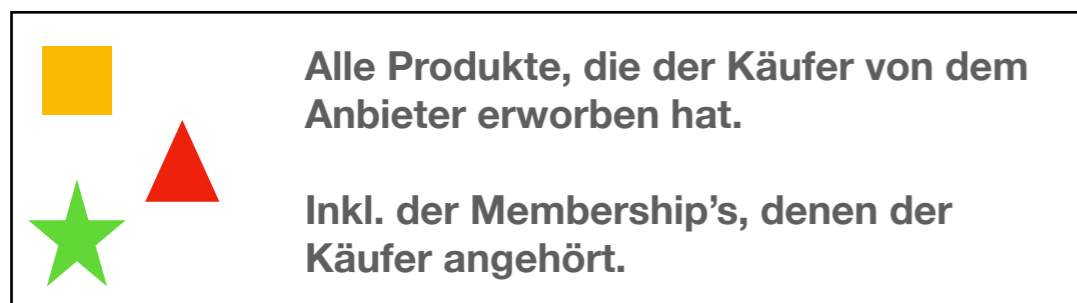 Alle Produkte, die der Käufer von dem
Anbieter erworben hat.
Inkl. der Membership’s, denen der
Käufer angehört.